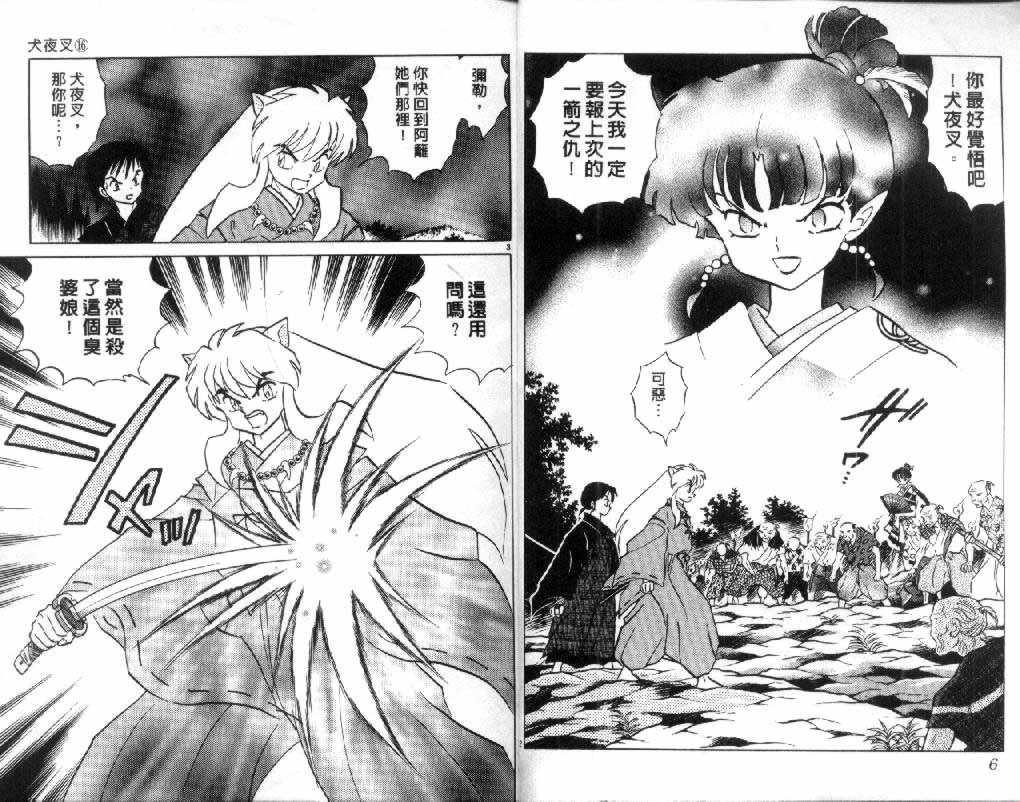 你最好覺悟吧
！犬夜叉。
今天我一定
要報上次的
一箭之仇！
可惡…
ザッ
6
2
犬夜叉⑯
彌勒，
你快回到阿籬
她們那裡！
犬夜叉，
那你呢…？
3
這還用
問嗎？
當然是殺
了這個臭
婆娘！